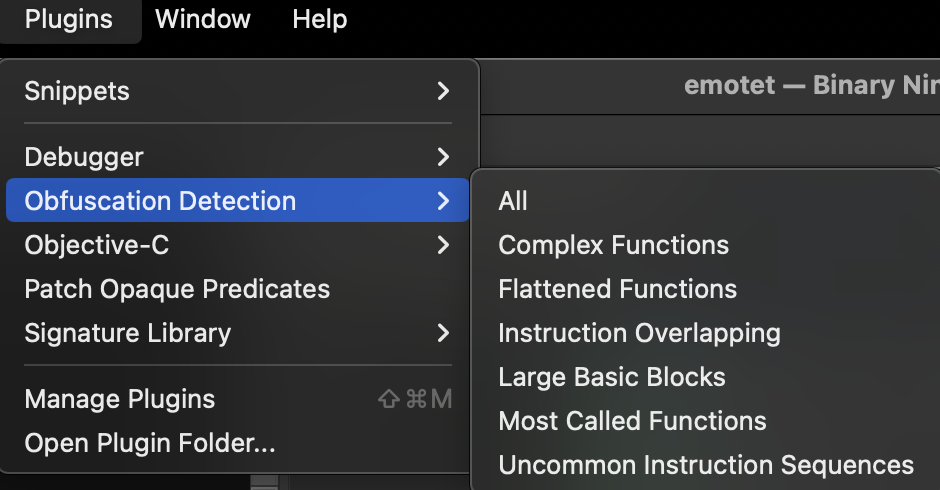 Plugins Window Help
emotet — Binary
Snippets
Debugger
Obfuscation Detection
Objective-C
Patch Opaque Predicates
Signature Library
Manage Plugins ⇧⌘M
Open Plugin Folder...
All
Complex Functions
Flattened Functions
Instruction Overlapping
Large Basic Blocks
Most Called Functions
Uncommon Instruction Sequences